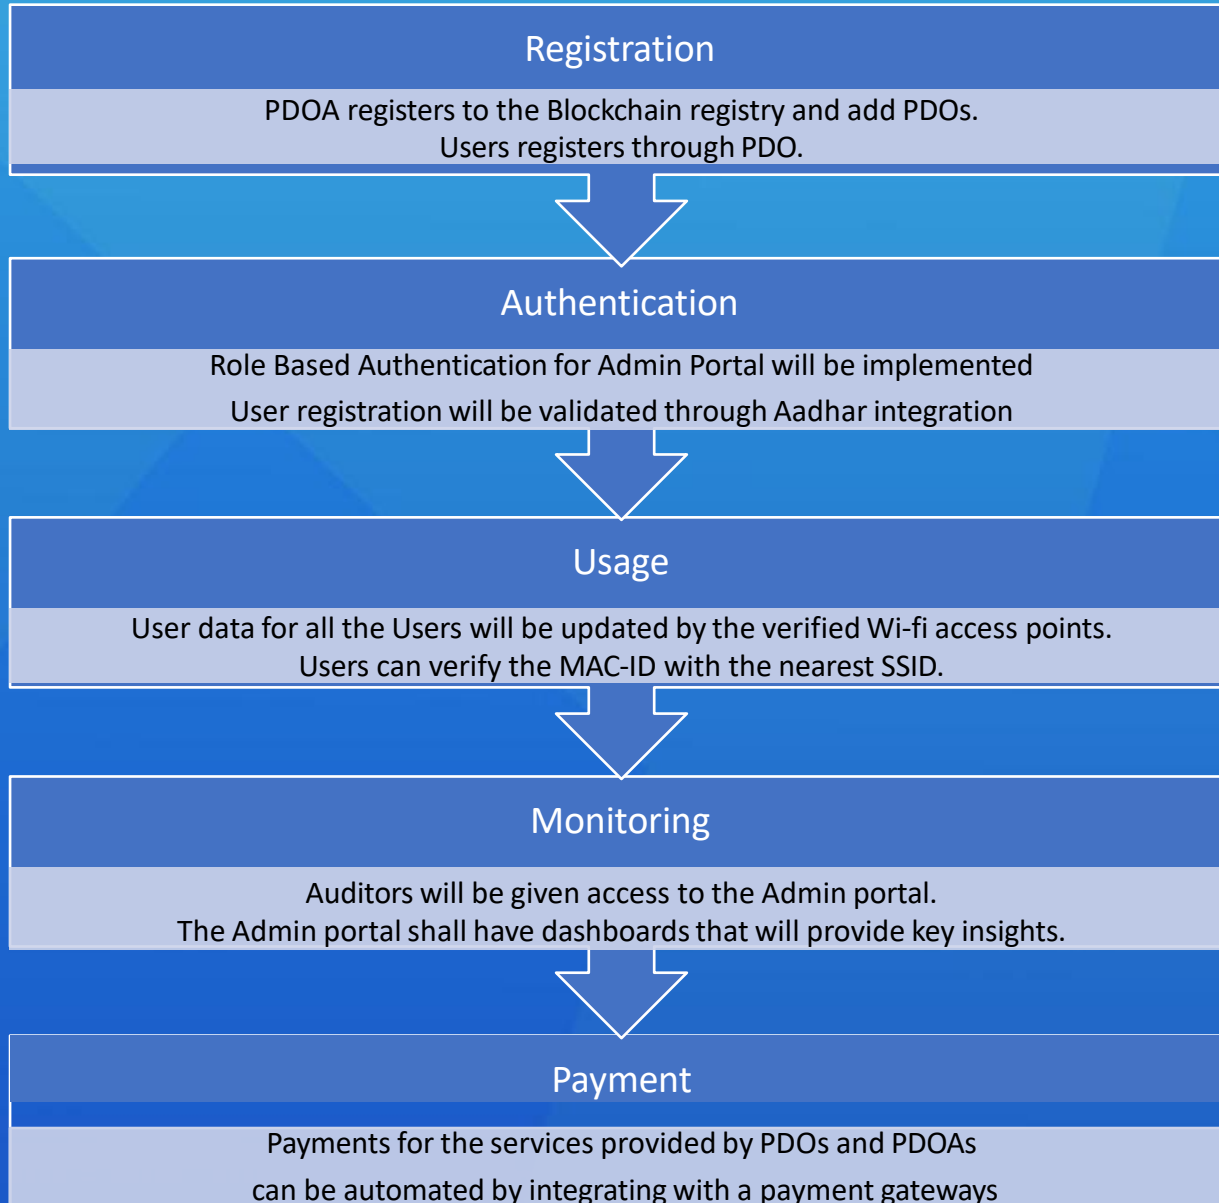 Registration
PDOA registers to the Blockchain registry and add PDOs.
Users registers through PDO.
Authentication
Role Based Authentication for Admin Portal will be implemented
User registration will be validated through Aadhar integration
Usage
User data for all the Users will be updated by the verified Wi-fi access points.
Users can verify the MAC-ID with the nearest SSID.
Monitoring
Auditors will be given access to the Admin portal.
The Admin portal shall have dashboards that will provide key insights.
Payment
Payments for the services provided by PDOs and PDOAs
can be automated by integrating with a payment gateways